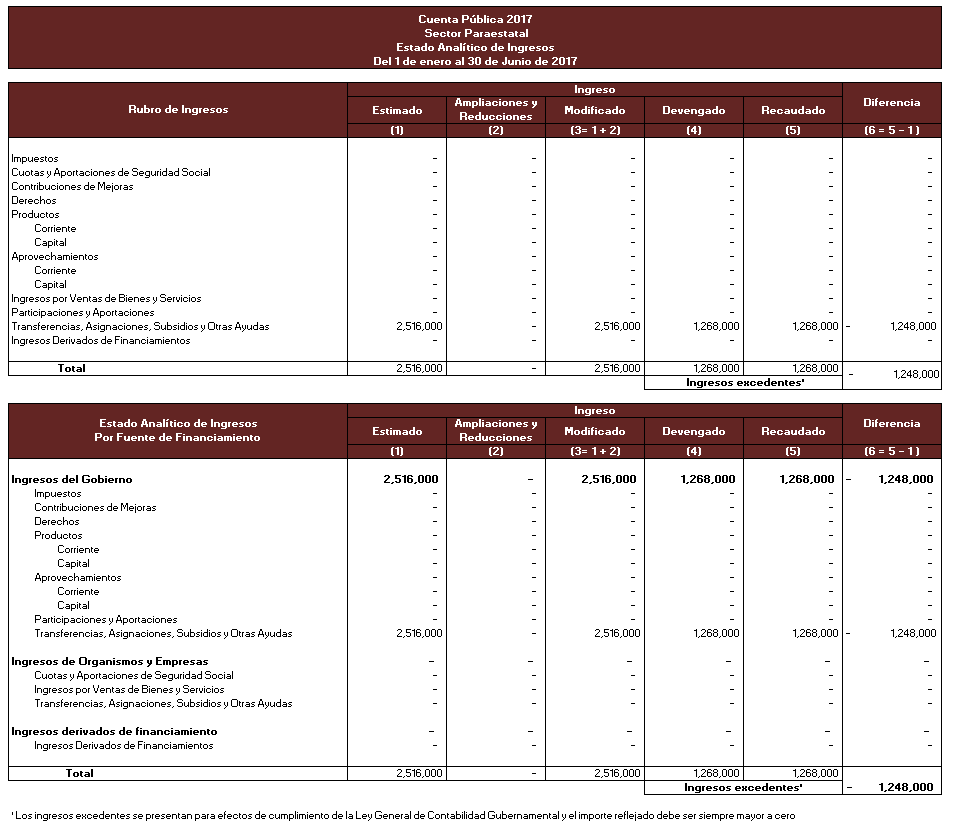 Cuenta Pública 2017
Sector Paraestatal
Estado Analítico de Ingresos
Del 1 de enero al 30 de Junio de 2017
Rubro de Ingresos
Ingreso
Diferencia
Estimado
Ampliaciones y Reducciones
Modificado
Devengado
Recaudado
(1) (2) (3= 1 + 2) (4) (5) (6 = 5 - 1 )
Impuestos - - - - - -
Cuotas y Aportaciones de Seguridad Social - - - - - -
Contribuciones de Mejoras - - - - - -
Derechos - - - - - -
Productos - - - - - -
Corriente - - - - - -
Capital - - - - - -
Aprovechamientos - - - - - -
Corriente - - - - - -
Capital - - - - - -
Ingresos por Ventas de Bienes y Servicios - - - - - -
Participaciones y Aportaciones - - - - - -
Transferencias, Asignaciones, Subsidios y Otras Ayudas 2,516,000 - 2,516,000 1,268,000 1,268,000 - 1,248,000
Ingresos Derivados de Financiamientos - - - - - -
Total 2,516,000 - 2,516,000 1,268,000 1,268,000 - 1,248,000
Ingresos excedentes¹
Estado Analítico de Ingresos
Por Fuente de Financiamiento
Ingreso
Diferencia
Estimado
Ampliaciones y Reducciones
Modificado
Devengado
Recaudado
(1) (2) (3= 1 + 2) (4) (5) (6 = 5 - 1 )
Ingresos del Gobierno 2,516,000 - 2,516,000 1,268,000 1,268,000 - 1,248,000
Impuestos - - - - - -
Contribuciones de Mejoras - - - - - -
Derechos - - - - - -
Productos - - - - - -
Corriente - - - - - -
Capital - - - - - -
Aprovechamientos - - - - - -
Corriente - - - - - -
Capital - - - - - -
Participaciones y Aportaciones - - - - - -
Transferencias, Asignaciones, Subsidios y Otras Ayudas 2,516,000 - 2,516,000 1,268,000 1,268,000 - 1,248,000
Ingresos de Organismos y Empresas - - - - - -
Cuotas y Aportaciones de Seguridad Social - - - - - -
Ingresos por Ventas de Bienes y Servicios - - - - - -
Transferencias, Asignaciones, Subsidios y Otras Ayudas - - - - - -
Ingresos derivados de financiamiento - - - - - -
Ingresos Derivados de Financiamientos - - - - - -
Total 2,516,000 - 2,516,000 1,268,000 1,268,000
Ingresos excedentes¹ - 1,248,000
¹ Los ingresos excedentes se presentan para efectos de cumplimiento de la Ley General de Contabilidad Gubernamental y el importe reflejado debe ser siempre mayor a cero